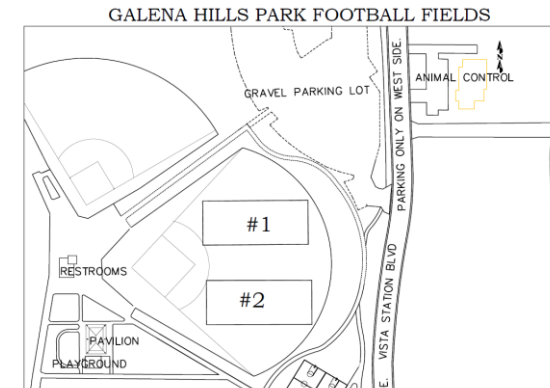 GALENA HILLS PARK FOOTBALL FIELDS
GRAVEL PARKING LOT
ANIMAL CONTROL
N
PARKING ONLY ON WEST SIDE.
E. VISTA STATION BLVD
#1
#2
RESTROOMS
PAVILION
PLAYGROUND